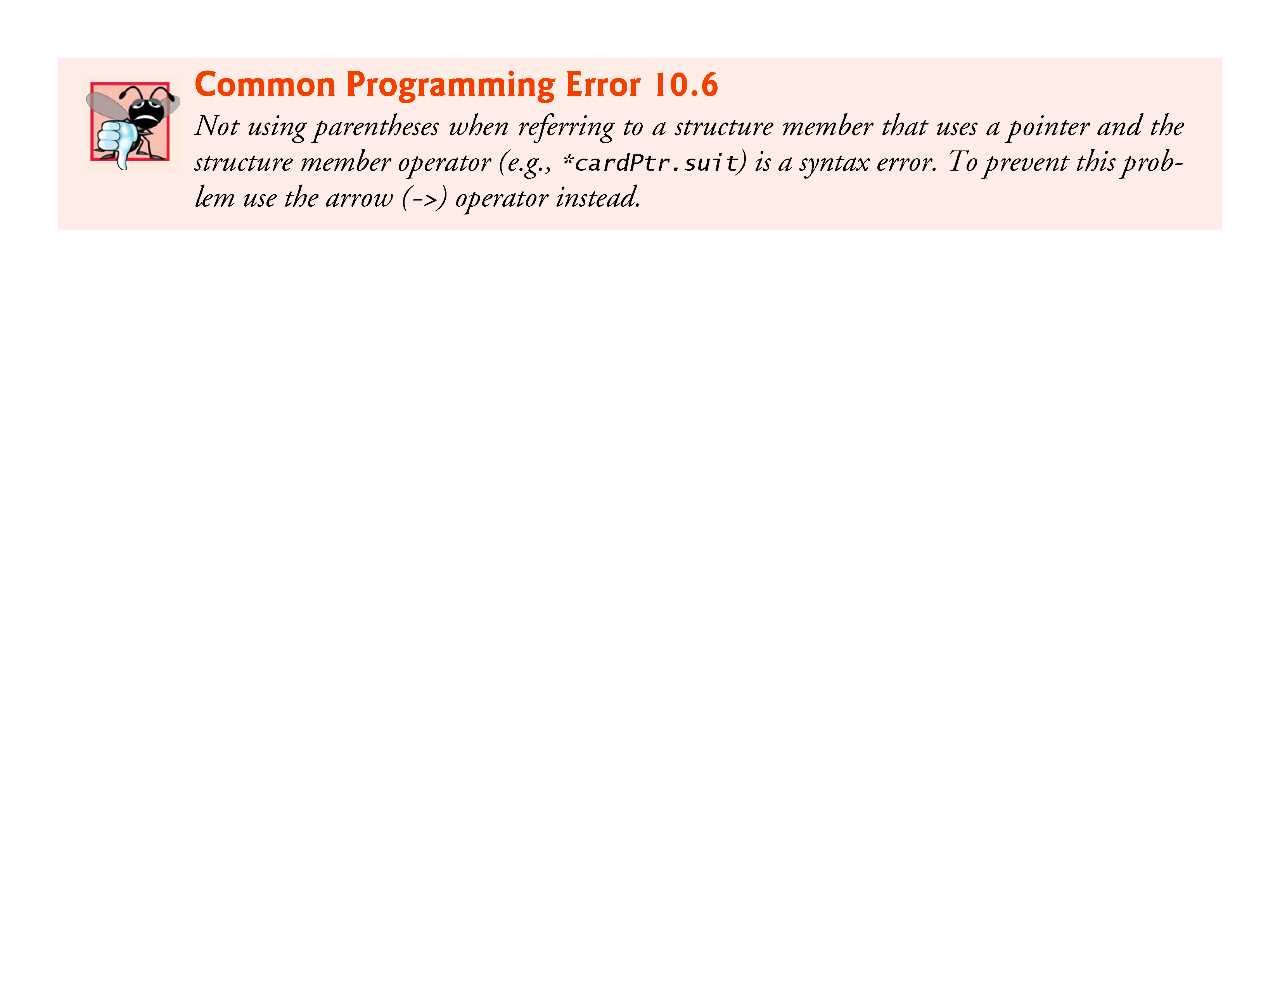 Common Programming Error 10.6
Not using parentheses when referring to a structure member that uses a pointer and the
structure member operator (e.g., *cardPtr.suit) is a syntax error. To prevent this prob-
lem use the arrow (->) operator instead.